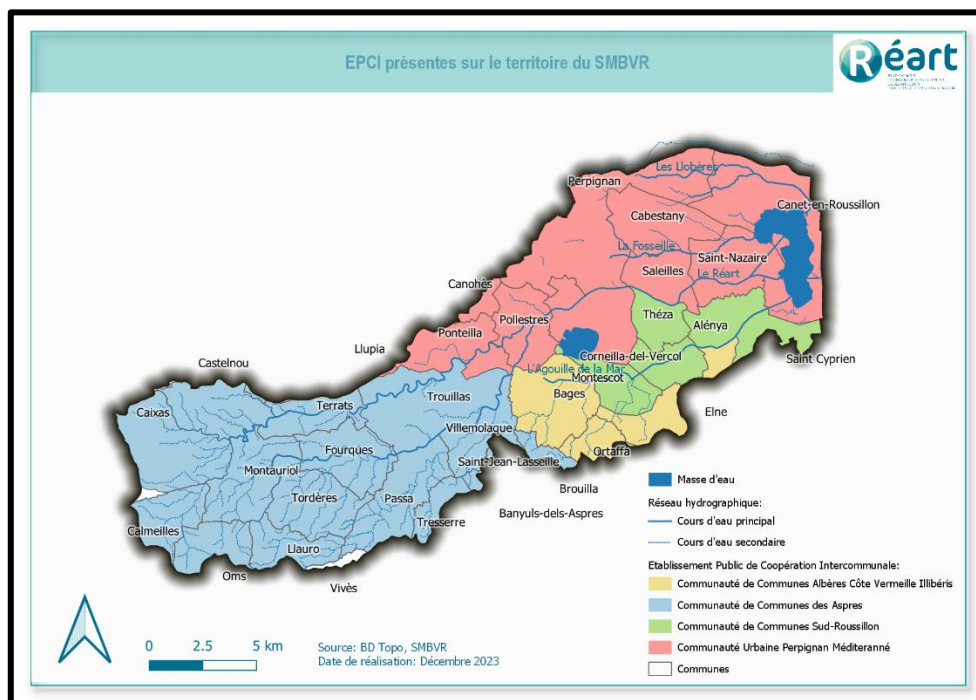 EPCI présentes sur le territoire du SMBVR
Réart
Les Llobères
Perpignan
Canet-en-Roussillon
Cabestany
La Fosseille
Saint-Nazaire
Saleilles
Le Réart
Canohès
Théza
Pollestres
Alénya
Ponteilla
Llupia
Corneilla-del-Vercol
Saint Cyprien
Castelnou
L'Agouille de la Mar
Montescot
Bages
Trouillas
Terrats
Caixas
Elne
Villemolaque
Fourques
Ortaffa
Saint-Jean-Lasseille
Montauriol
Brouilla
Tordères
Passa
Banyuls-dels-Aspres
Tresserre
Calmeilles
Llauro
Oms
Vivès
Masse d'eau
Réseau hydrographique:
Cours d'eau principal
Cours d'eau secondaire
Etablissement Public de Coopération Intercommunale:
Communauté de Communes Albères Côte Vermeille Illibéris
Communauté de Communes des Aspres
Communauté de Communes Sud-Roussillon
Communauté Urbaine Perpignan Méditeranné
Communes
0 2.5 5 km
Source: BD Topo, SMBVR
Date de réalisation: Décembre 2023